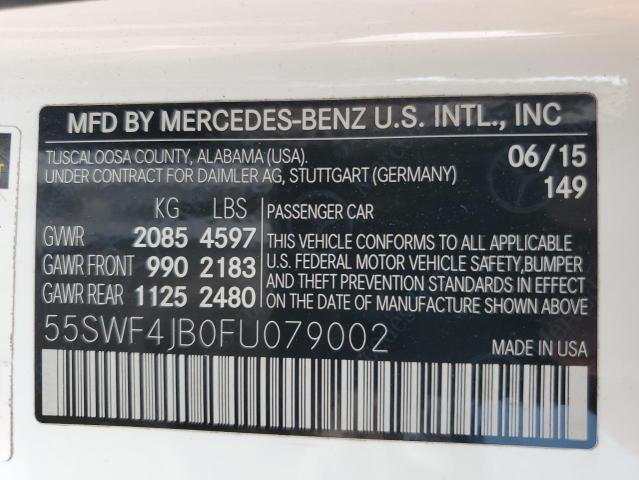 MFD BY MERCEDES-BENZ U.S. INTL., INC
TUSCALOOSA COUNTY, ALABAMA (USA). 06/15
UNDER CONTRACT FOR DAIMLER AG, STUTTGART (GERMANY) 149
KG LBS PASSENGER CAR
GVWR 2085 4597
GAWR FRONT 990 2183
GAWR REAR 1125 2480
THIS VEHICLE CONFORMS TO ALL APPLICABLE
U.S. FEDERAL MOTOR VEHICLE SAFETY, BUMPER
AND THEFT PREVENTION STANDARDS IN EFFECT
ON DATE OF MANUFACTURE SHOWN ABOVE.
55SWF4JB0FU079002 MADE IN USA